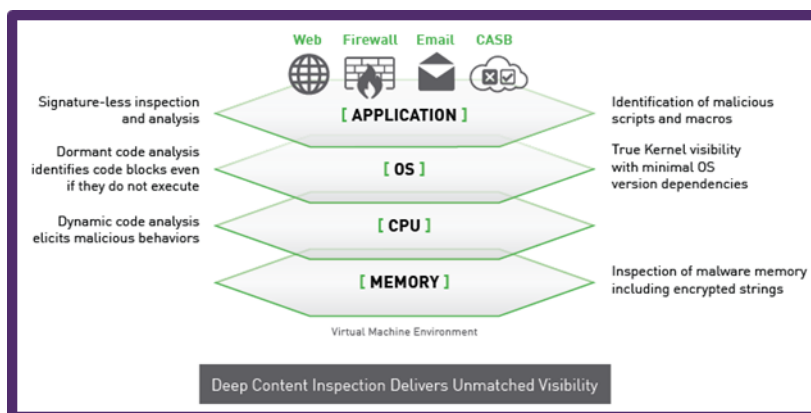 Web Firewall Email CASB
Signature-less inspection
and analysis
[ APPLICATION ]
Identification of malicious
scripts and macros
Dormant code analysis
identifies code blocks even
if they do not execute
[ OS ]
True Kernel visibility
with minimal OS
version dependencies
Dynamic code analysis
elicits malicious behaviors
[ CPU ]
[ MEMORY ]
Inspection of malware memory
including encrypted strings
Virtual Machine Environment
Deep Content Inspection Delivers Unmatched Visibility